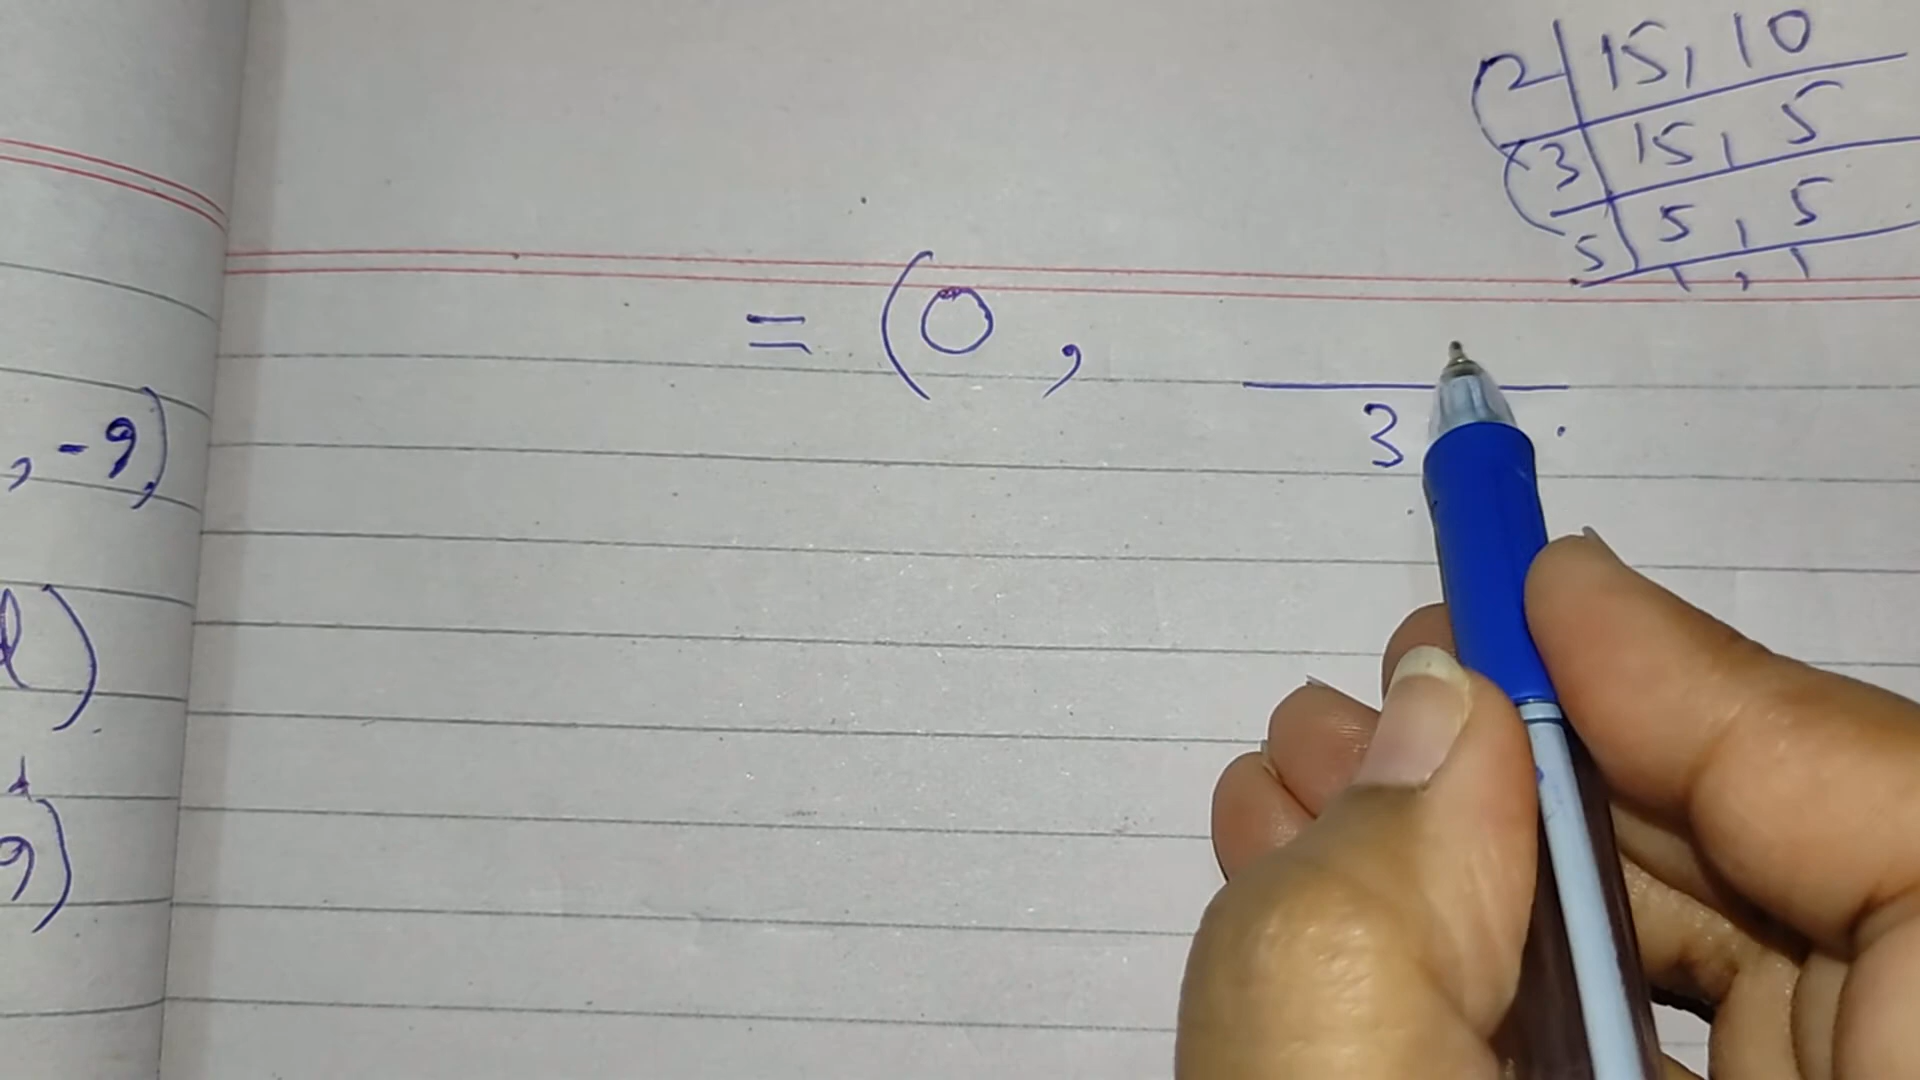 2 | 15, 10
3 | 15, 5
5 | 5, 5
1, 1
= (0 ,
3
, -9)
)
9)